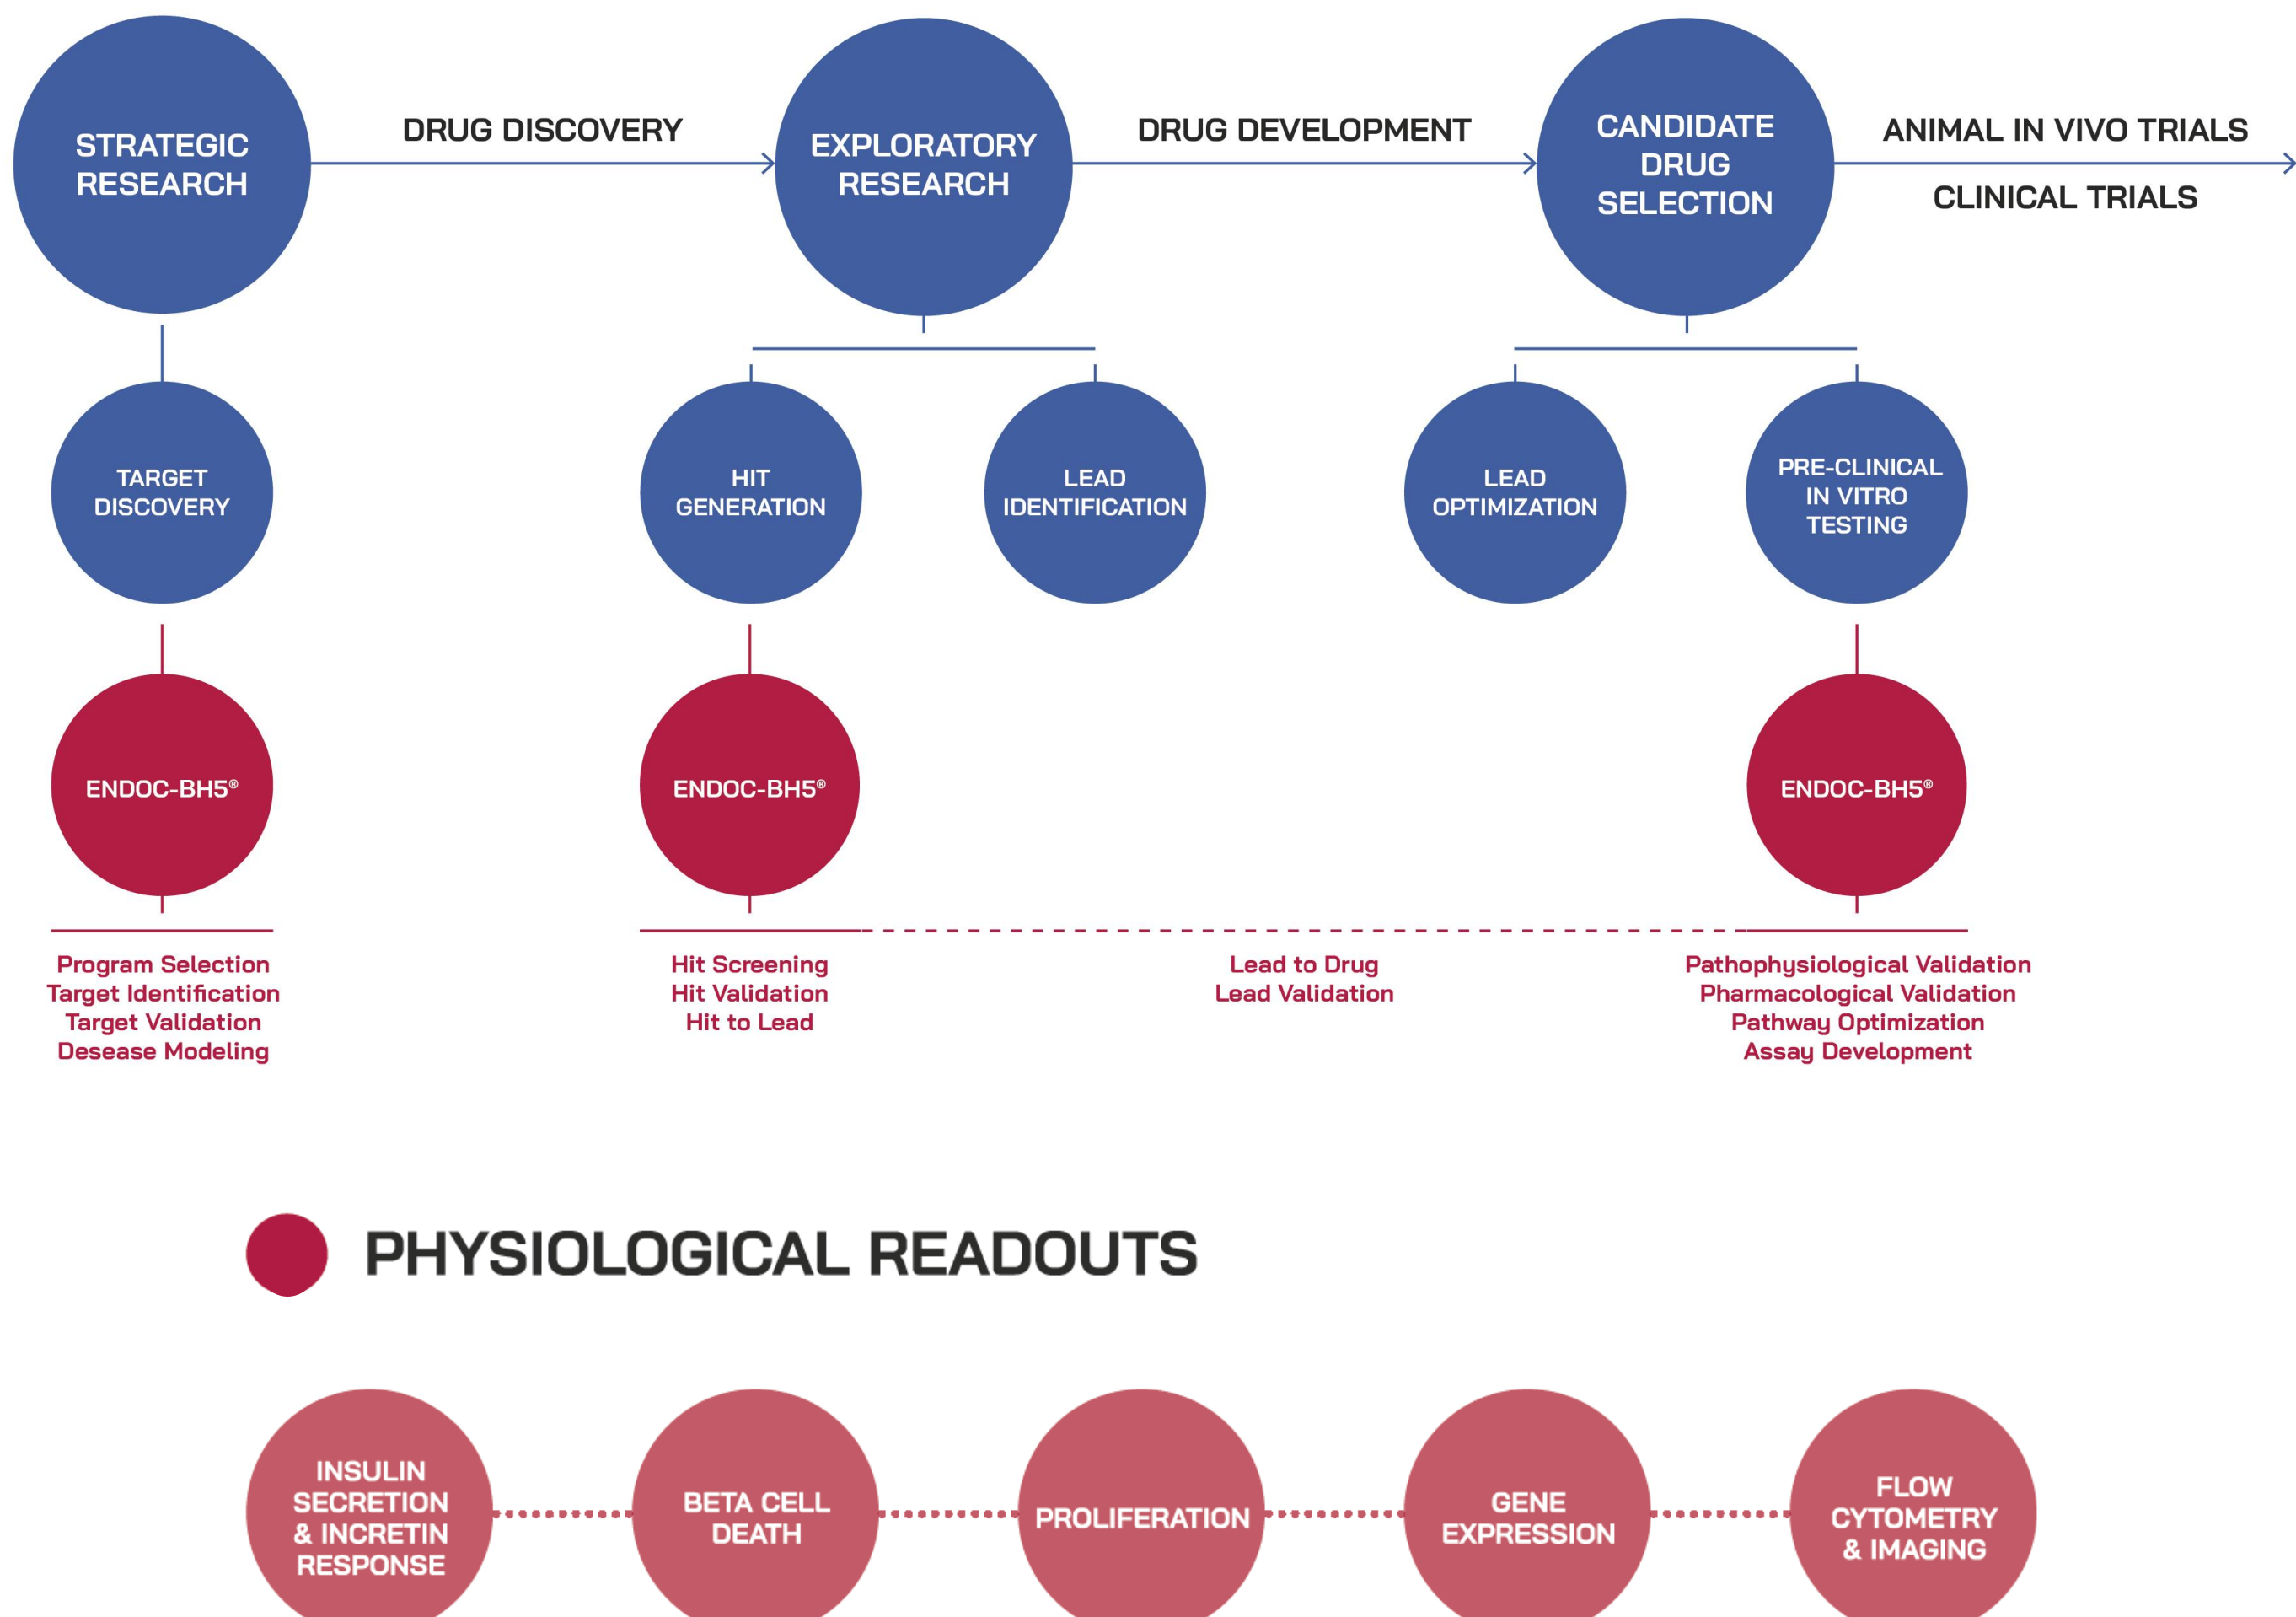 STRATEGIC
RESEARCH
DRUG DISCOVERY
EXPLORATORY
RESEARCH
DRUG DEVELOPMENT
CANDIDATE
DRUG
SELECTION
ANIMAL IN VIVO TRIALS
CLINICAL TRIALS
TARGET
DISCOVERY
HIT
GENERATION
LEAD
IDENTIFICATION
LEAD
OPTIMIZATION
PRE-CLINICAL
IN VITRO
TESTING
ENDOC-BH5®
ENDOC-BH5®
ENDOC-BH5®
Program Selection
Target Identification
Target Validation
Desease Modeling
Hit Screening
Hit Validation
Hit to Lead
Lead to Drug
Lead Validation
Pathophysiological Validation
Pharmacological Validation
Pathway Optimization
Assay Development
PHYSIOLOGICAL READOUTS
INSULIN
SECRETION
& INCRETIN
RESPONSE
BETA CELL
DEATH
PROLIFERATION
GENE
EXPRESSION
FLOW
CYTOMETRY
& IMAGING